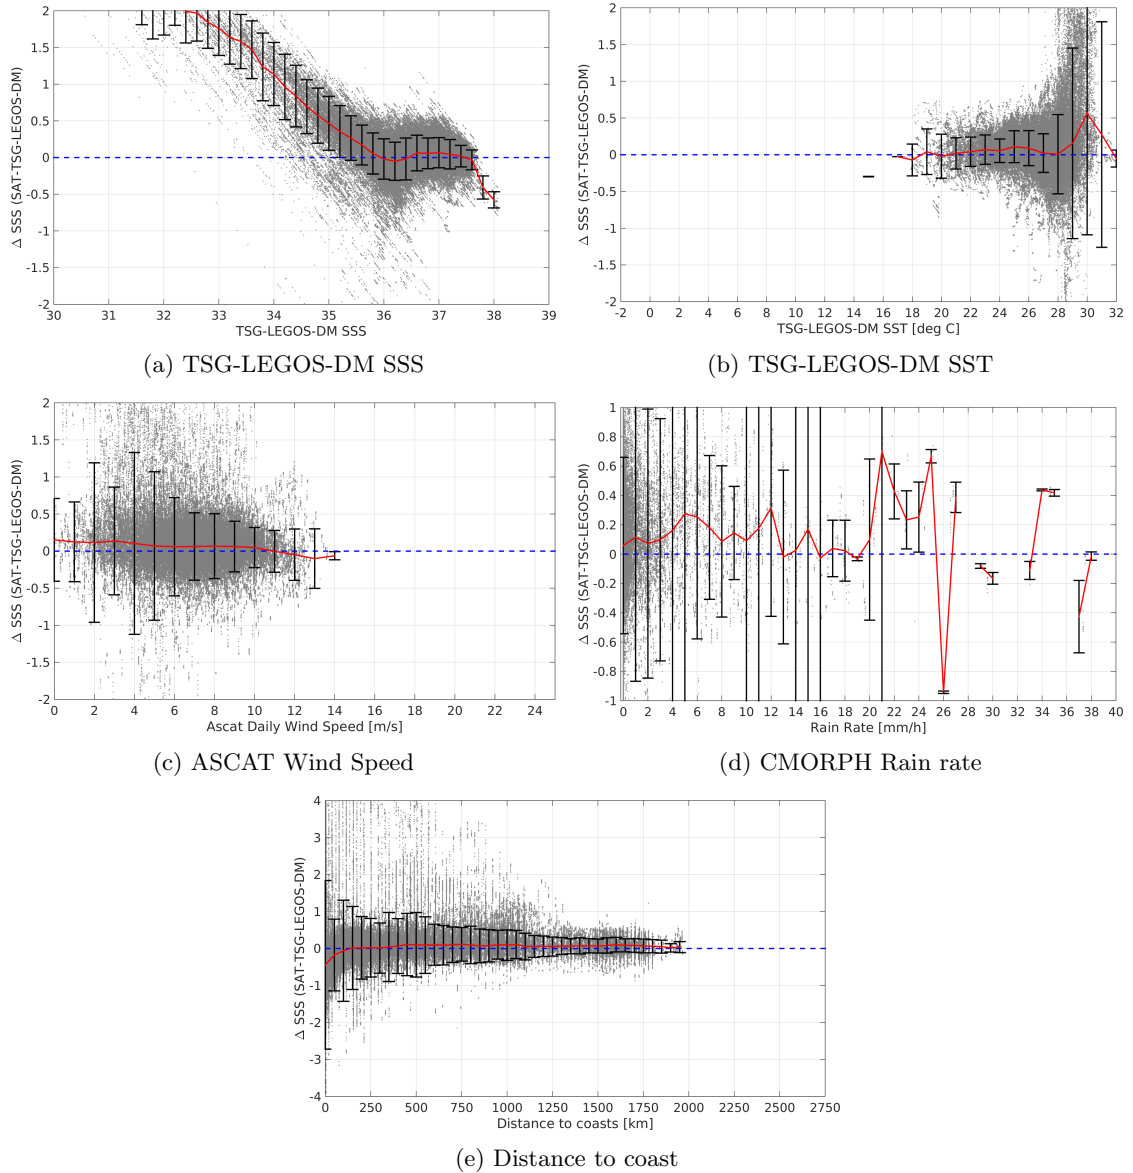 2
1.5
1
0.5
0
-0.5
-1
-1.5
-2
Δ SSS (SAT-TSG-LEGOS-DM)
30 31 32 33 34 35 36 37 38 39
TSG-LEGOS-DM SSS
(a) TSG-LEGOS-DM SSS
2
1.5
1
0.5
0
-0.5
-1
-1.5
-2
Δ SSS (SAT-TSG-LEGOS-DM)
-2 0 2 4 6 8 10 12 14 16 18 20 22 24 26 28 30 32
TSG-LEGOS-DM SST [deg C]
(b) TSG-LEGOS-DM SST
2
1.5
1
0.5
0
-0.5
-1
-1.5
-2
Δ SSS (SAT-TSG-LEGOS-DM)
0 2 4 6 8 10 12 14 16 18 20 22 24
Ascat Daily Wind Speed [m/s]
(c) ASCAT Wind Speed
1
0.8
0.6
0.4
0.2
0
-0.2
-0.4
-0.6
-0.8
-1
Δ SSS (SAT-TSG-LEGOS-DM)
0 2 4 6 8 10 12 14 16 18 20 22 24 26 28 30 32 34 36 38 40
Rain Rate [mm/h]
(d) CMORPH Rain rate
4
3
2
1
0
-1
-2
-3
-4
Δ SSS (SAT-TSG-LEGOS-DM)
0 250 500 750 1000 1250 1500 1750 2000 2250 2500 2750
Distance to coasts [km]
(e) Distance to coast